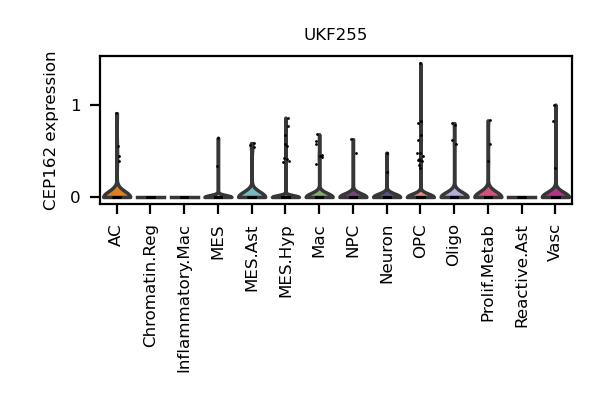 UKF255
CEP162 expression
1
0
AC
Chromatin.Reg
Inflammatory.Mac
MES
MES.Ast
MES.Hyp
Mac
NPC
Neuron
OPC
Oligo
Prolif.Metab
Reactive.Ast
Vasc